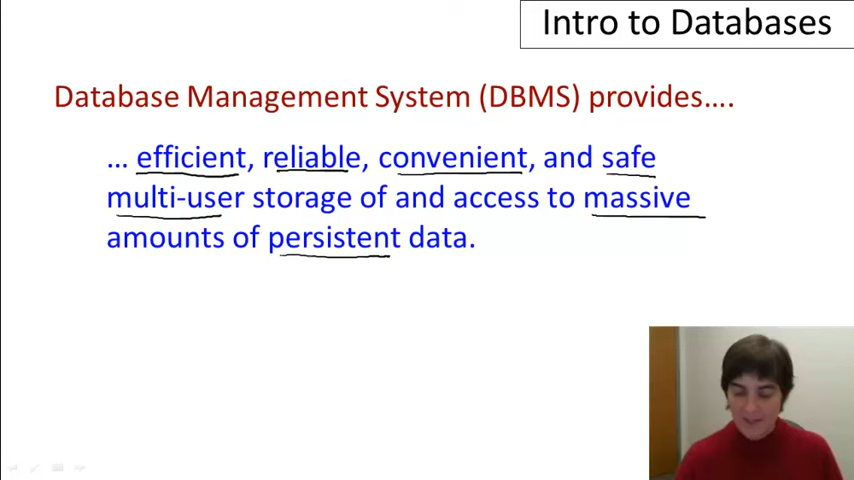 Intro to Databases
Database Management System (DBMS) provides….
… efficient, reliable, convenient, and safe
multi-user storage of and access to massive
amounts of persistent data.